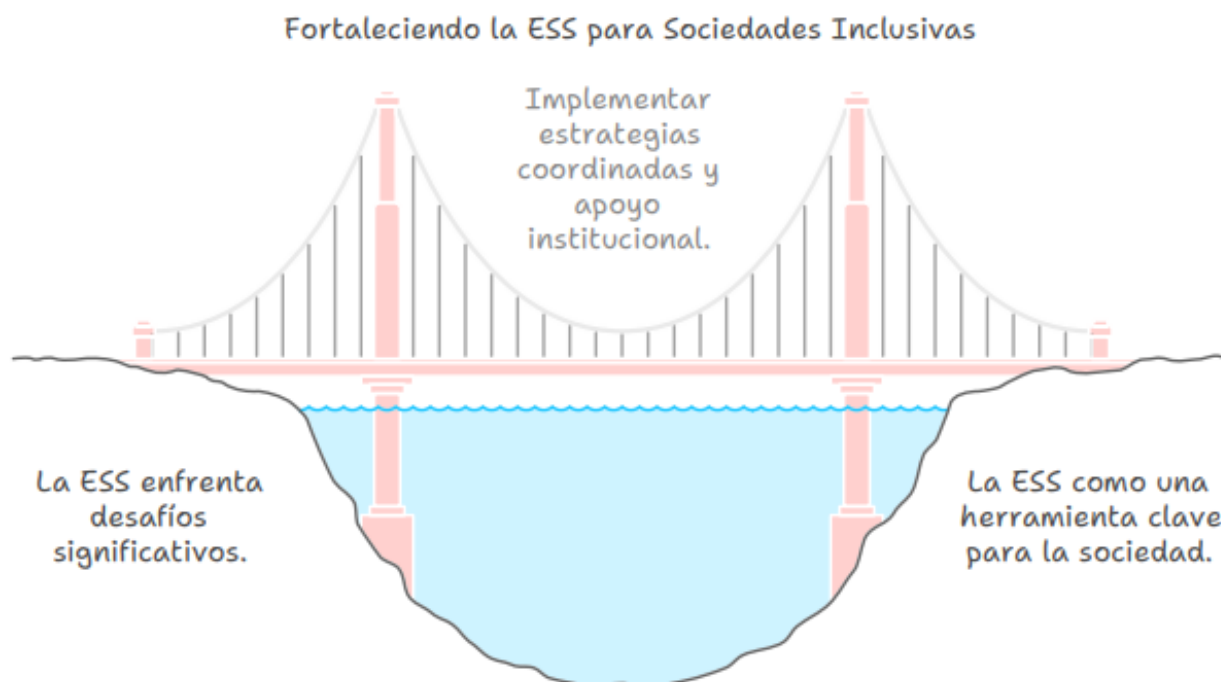 Fortaleciendo la ESS para Sociedades Inclusivas
Implementar
estrategias
coordinadas y
apoyo
institucional.
La ESS enfrenta
desafíos
significativos.
La ESS como una
herramienta clave
para la sociedad.